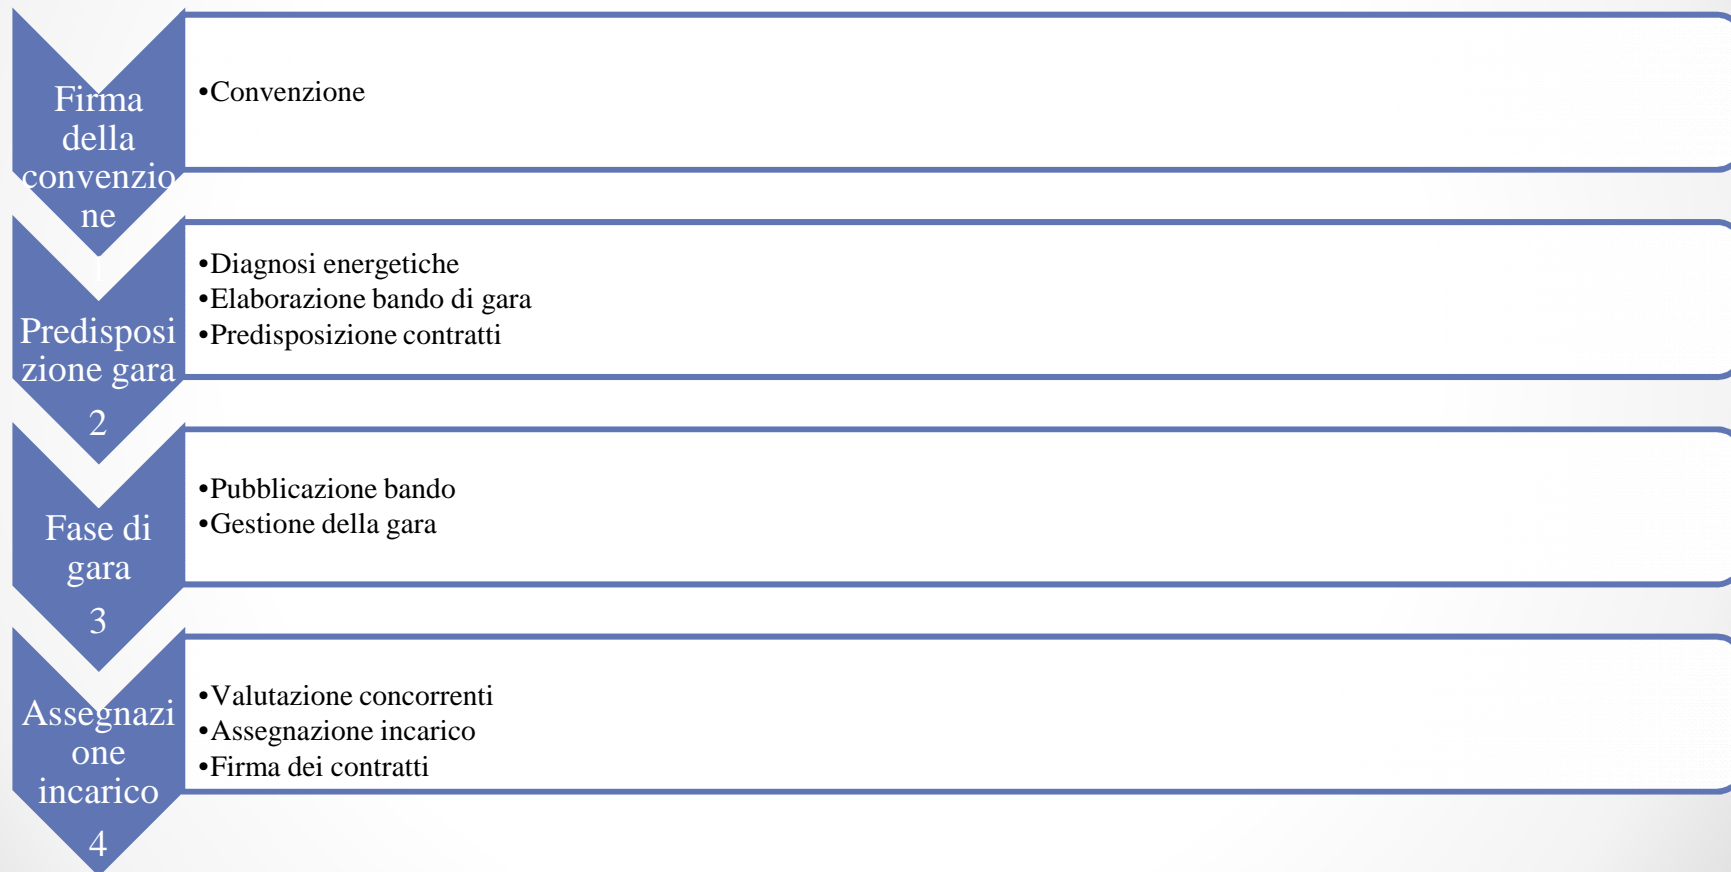 Firma
della
convenzio
ne
1
•Convenzione
Predisposi
zione gara
2
•Diagnosi energetiche
•Elaborazione bando di gara
•Predisposizione contratti
Fase di
gara
3
•Pubblicazione bando
•Gestione della gara
Assegnazi
one
incarico
4
•Valutazione concorrenti
•Assegnazione incarico
•Firma dei contratti